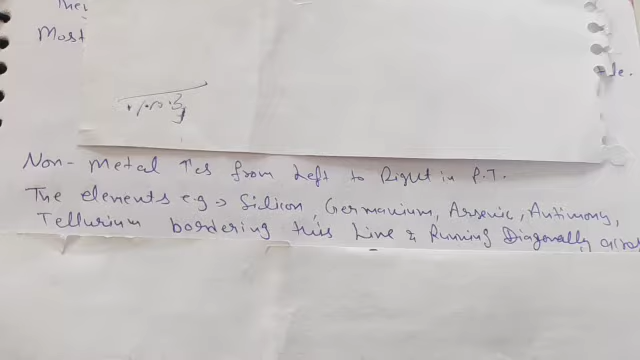 Most
Non-Metal ↑es from Left to Right in P.T.
The elements e.g → Silicon, Germanium, Arsenic, Antimony,
Tellurium bordering this Line & Running Diagonally